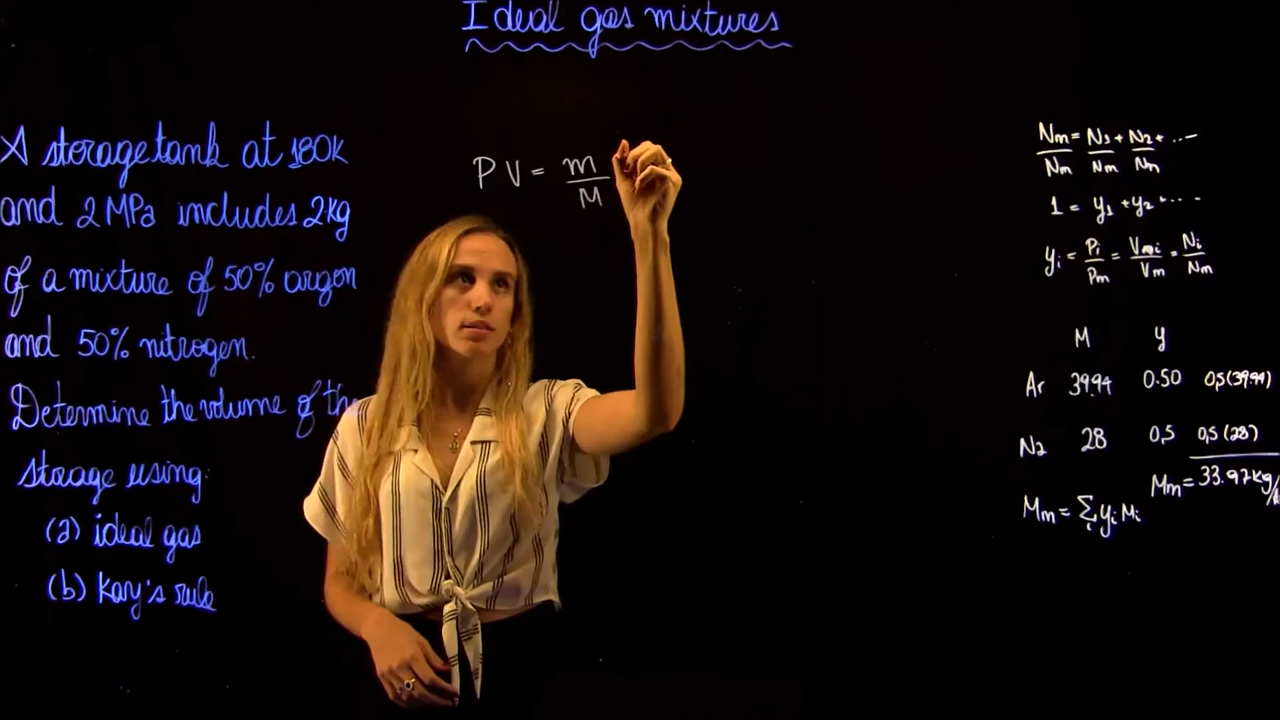 Ideal gas mixtures
A storage tank at 180K
and 2 MPa includes 2kg
of a mixture of 50% argon
and 50% nitrogen.
Determine the volume of the
storage using:
(a) ideal gas
(b) kay's rule
PV = m/M
Nm/Nm = N1/Nm + N2/Nm + ...
1 = y1 + y2 + ...
yi = Pi/Pm = Vmi/Vm = Ni/Nm
M y
Ar 39.94 0.50 0,5(39.94)
N2 28 0,5 0,5 (28)
Mm = 33.97 kg/
Mm = Σi yi Mi